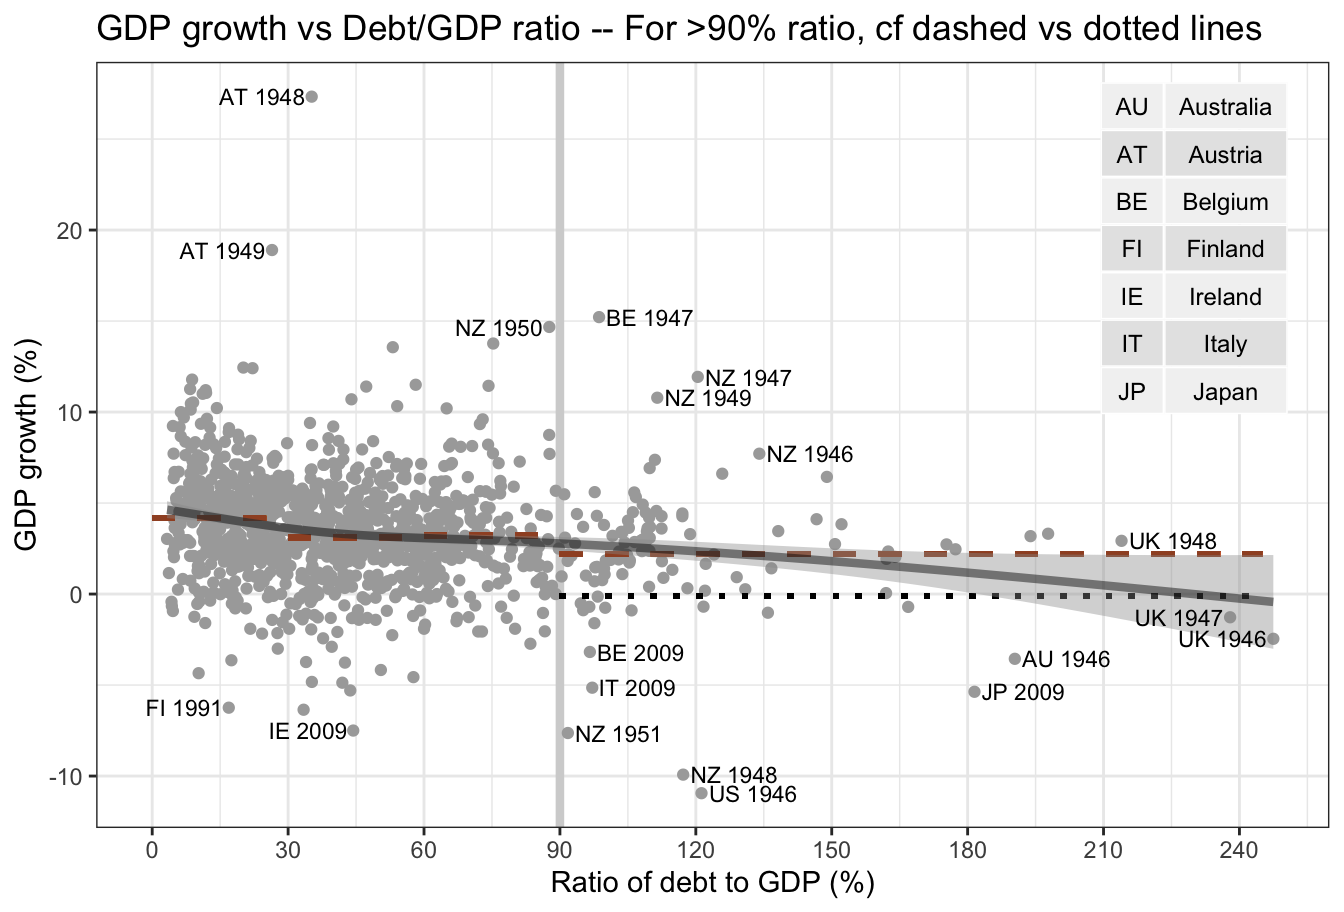 GDP growth vs Debt/GDP ratio -- For >90% ratio, cf dashed vs dotted lines
AT 1948
AU Australia
AT Austria
BE Belgium
FI Finland
IE Ireland
IT Italy
JP Japan
20
AT 1949
NZ 1950
BE 1947
NZ 1947
NZ 1949
10
NZ 1946
GDP growth (%)
UK 1948
0
UK 1947
UK 1946
BE 2009
AU 1946
IT 2009
JP 2009
FI 1991
IE 2009
NZ 1951
-10
NZ 1948
US 1946
0 30 60 90 120 150 180 210 240
Ratio of debt to GDP (%)